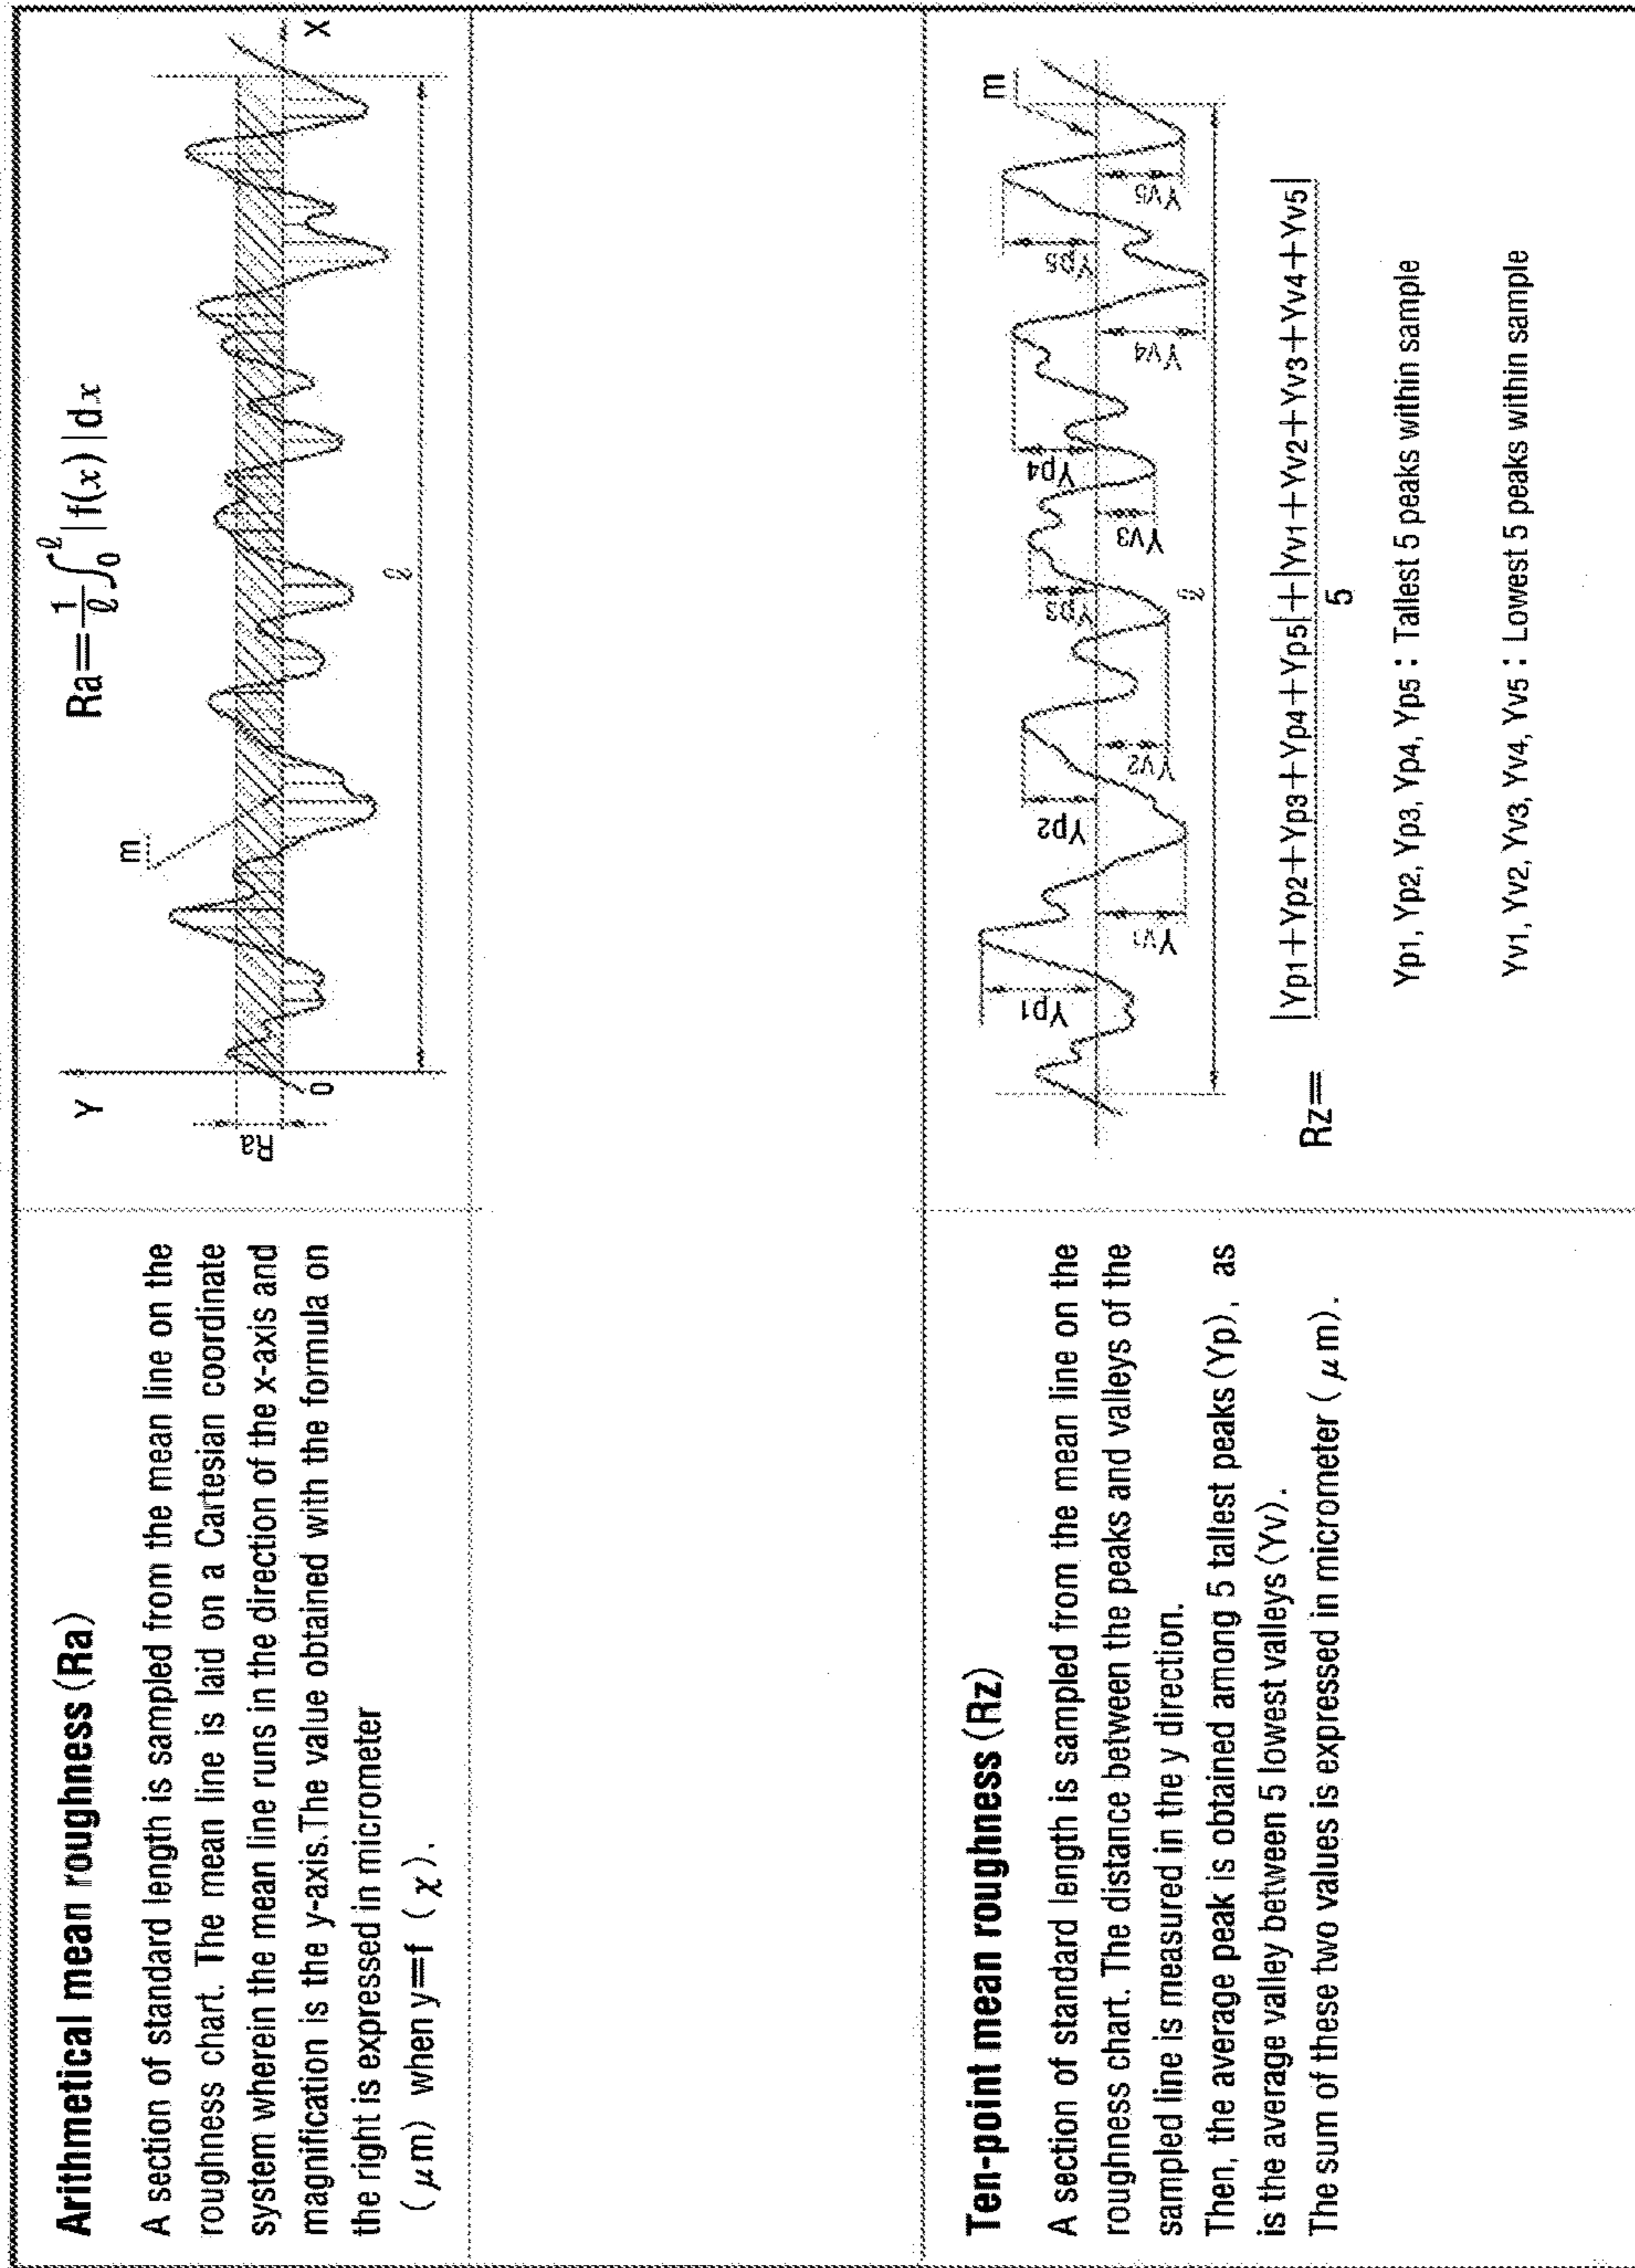 Arithmetical mean roughness (Ra)
A section of standard length is sampled from the mean line on the
roughness chart. The mean line is laid on a Cartesian coordinate
system wherein the mean line runs in the direction of the x-axis and
magnification is the y-axis.The value obtained with the formula on
the right is expressed in micrometer
(μm) when y=f (χ).
Ra=1/ℓ∫0ℓ|f(x)|dx
Y
m
Ra
0
X
ℓ
Ten-point mean roughness (Rz)
A section of standard length is sampled from the mean line on the
roughness chart. The distance between the peaks and valleys of the
sampled line is measured in the y direction.
Then, the average peak is obtained among 5 tallest peaks (Yp), as
is the average valley between 5 lowest valleys (Yv).
The sum of these two values is expressed in micrometer (μm).
m
Yp1
Yp2
Yp3
Yp4
Yp5
Yv1
Yv2
Yv3
Yv4
Yv5
ℓ
Rz= |Yp1+Yp2+Yp3+Yp4+Yp5|+|Yv1+Yv2+Yv3+Yv4+Yv5|
5
Yp1, Yp2, Yp3, Yp4, Yp5 : Tallest 5 peaks within sample
Yv1, Yv2, Yv3, Yv4, Yv5 : Lowest 5 peaks within sample